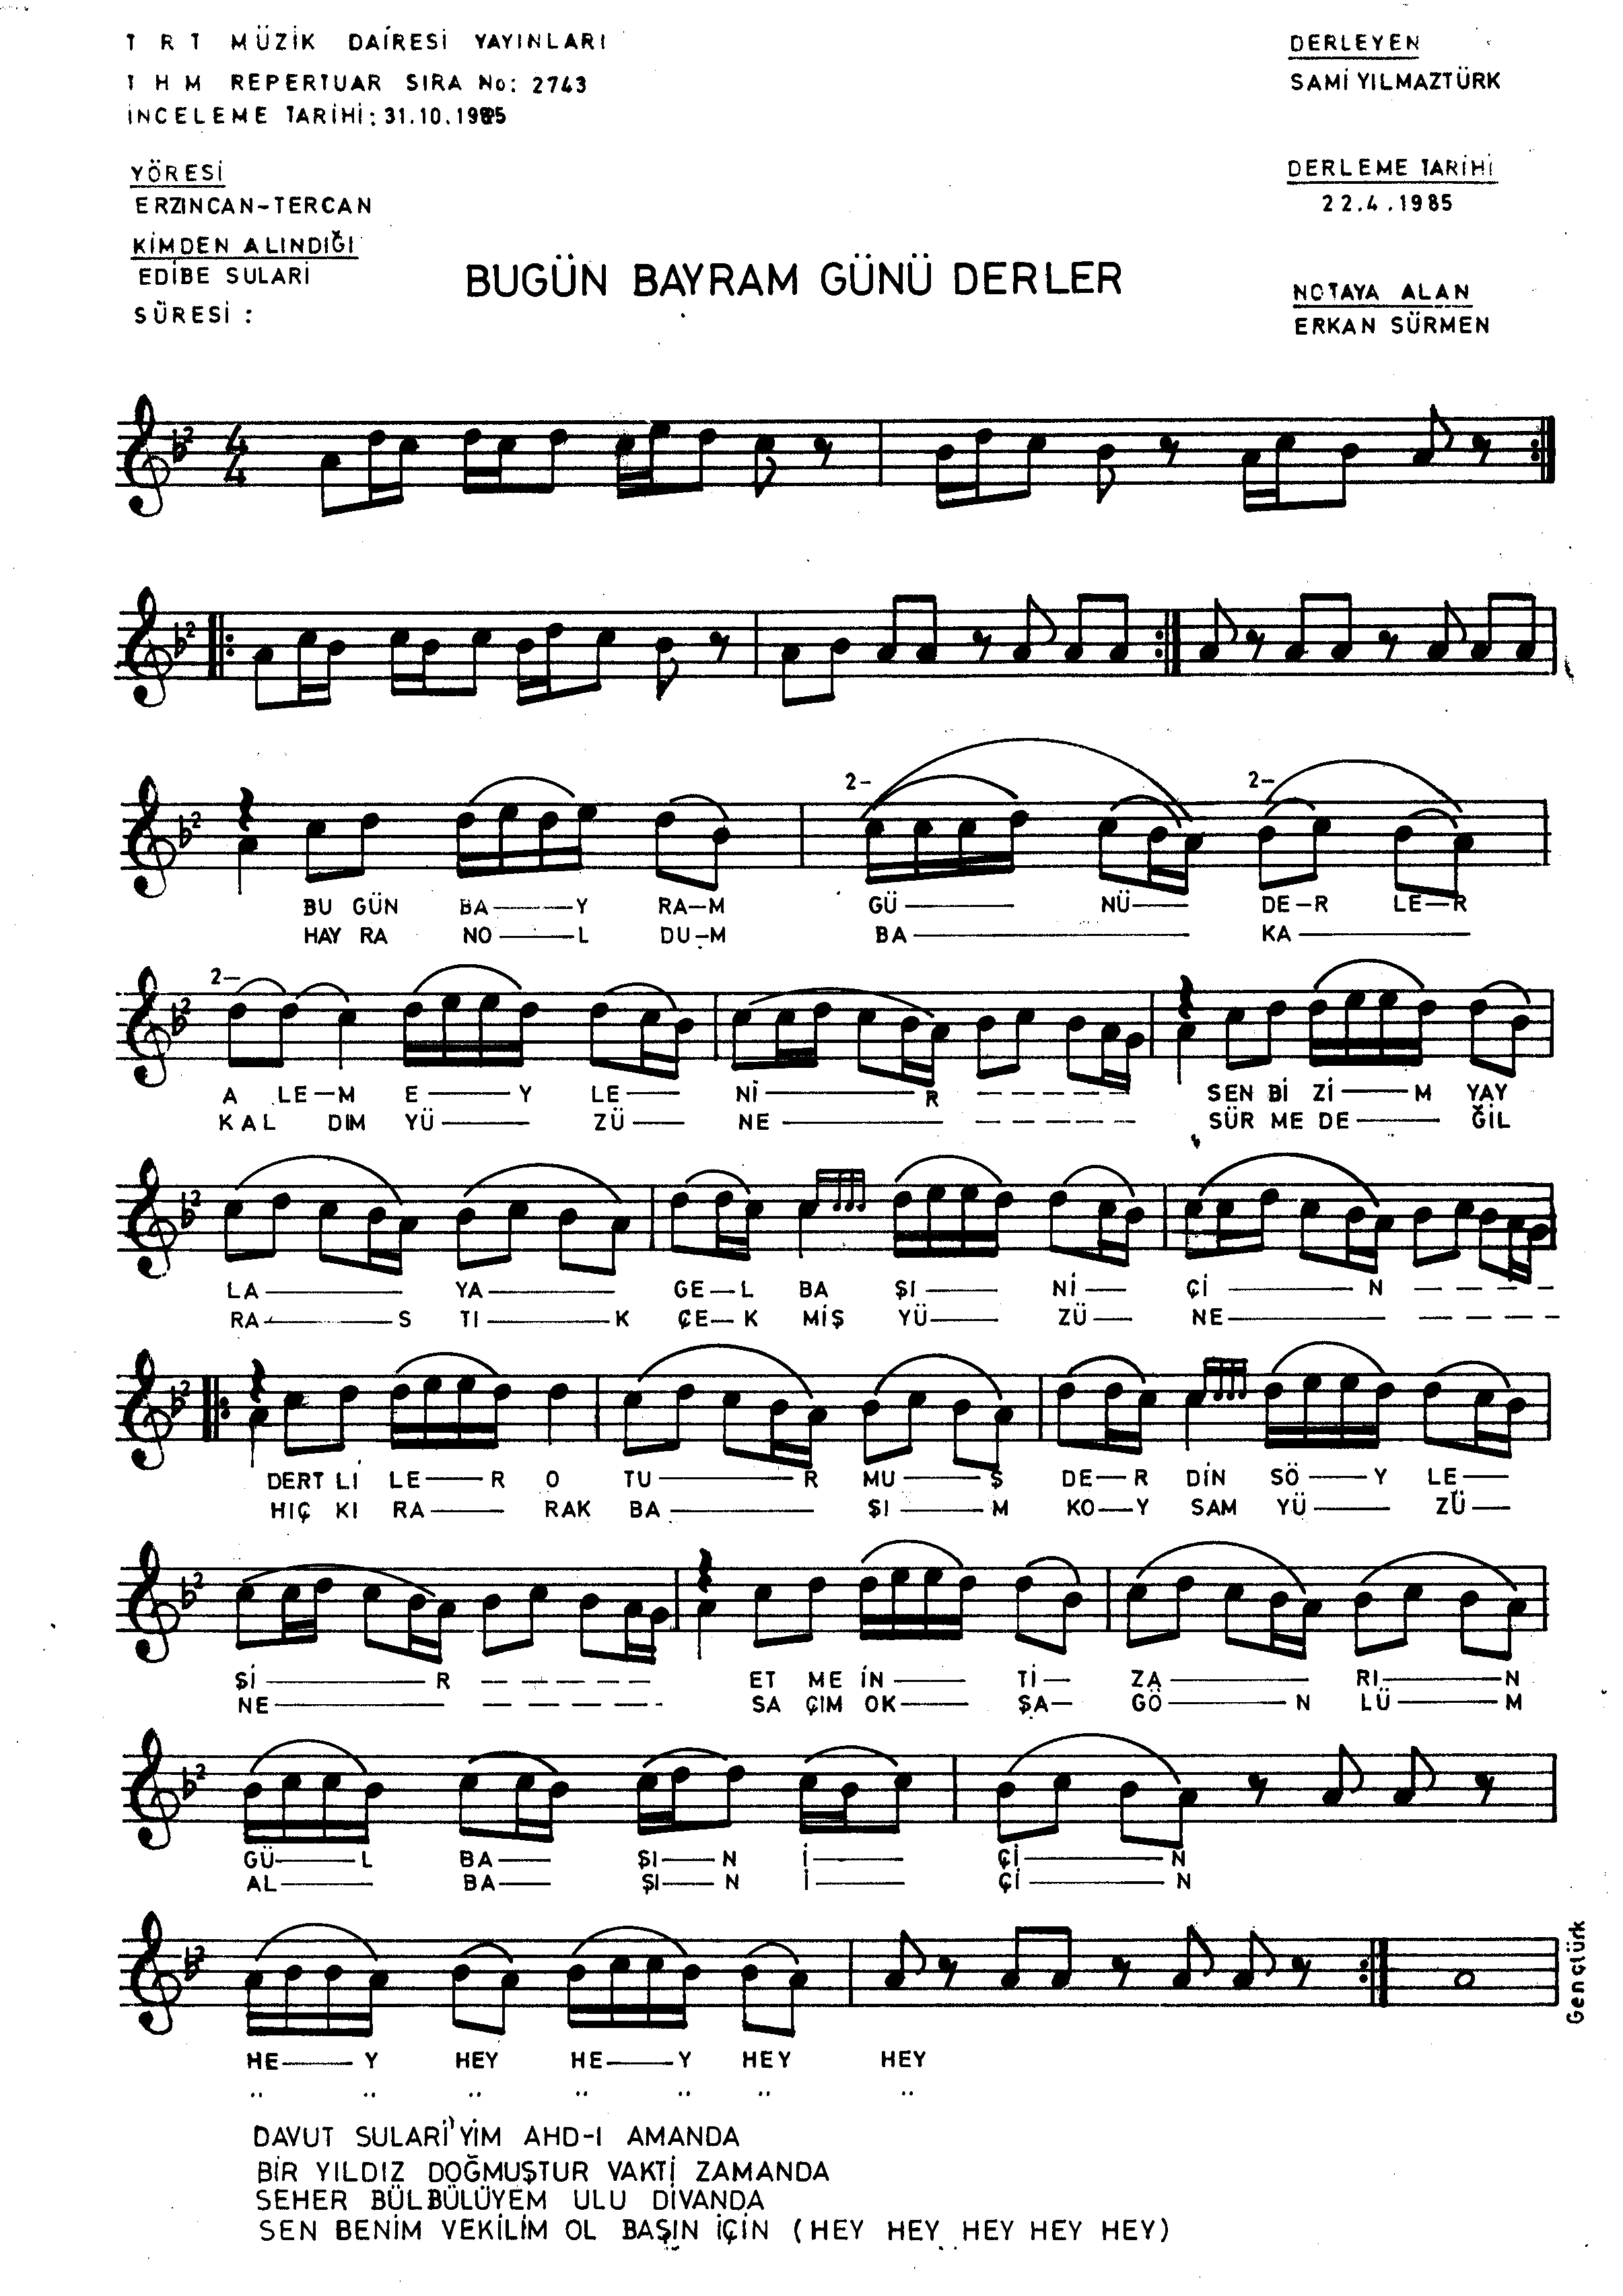 T R T MÜZİK DAİRESİ YAYINLARI
T H M REPERTUAR SIRA No: 2743
İNCELEME TARİHİ: 31.10.1985
DERLEYEN
SAMİ YILMAZTÜRK
YÖRESİ
ERZINCAN-TERCAN
DERLEME TARİHİ
22.4.1985
KİMDEN ALINDIĞI
EDİBE SULARİ
SÜRESİ :
BUGÜN BAYRAM GÜNÜ DERLER
NOTAYA ALAN
ERKAN SÜRMEN
4
4
2- 2-
BU GÜN BA——Y RA—M GÜ—— NÜ—— DE—R LE—R
HAY RA NO——L DU—M BA—————— KA————
2-
A LE—M E——Y LE—— Nİ————R - - - - - SEN Bİ Zİ——M YAY
KAL DIM YÜ—— ZÜ—— NE———— - - - - - SÜR ME DE—— ĞİL
LA———— YA———— GE—L BA ŞI—— Nİ—— Çİ————N - - - - -
RA————S TI————K ÇE—K MİŞ YÜ—— ZÜ—— NE———— - - - - -
DERT Lİ LE——R O TU————R MU——Ş DE—R DİN SÖ——Y LE——
HIÇ KI RA—— RAK BA———— ŞI——M KO—Y SAM YÜ—— ZÜ——
Şİ————R - - - - - ET ME İN—— Tİ— ZA———— RI———N
NE———— - - - - - SA ÇIM OK—— ŞA— GÖ———N LÜ———M
GÜ——L BA—— ŞI—N İ—— Çİ————N
AL—— BA—— ŞI—N İ—— Çİ————N
HE——Y HEY HE——Y HEY HEY
.. .. .. .. .. .. ..
Gençtürk
DAVUT SULARİ'YİM AHD-I AMANDA
BİR YILDIZ DOĞMUŞTUR VAKTİ ZAMANDA
SEHER BÜLBÜLÜYEM ULU DİVANDA
SEN BENİM VEKİLİM OL BAŞIN İÇİN (HEY HEY HEY HEY HEY)